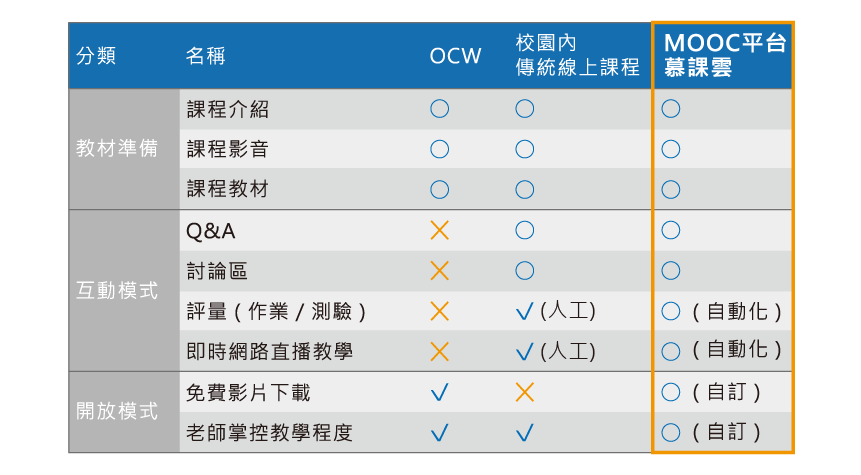 分類 名稱 OCW 校園內 傳統線上課程 MOOC平台 慕課雲
教材準備
課程介紹 ○ ○ ○
課程影音 ○ ○ ○
課程教材 ○ ○ ○
互動模式
Q&A ✕ ○ ○
討論區 ✕ ○ ○
評量(作業/測驗) ✕ ✓(人工) ○(自動化)
即時網路直播教學 ✕ ✓(人工) ○(自動化)
開放模式
免費影片下載 ✓ ✕ ○(自訂)
老師掌控教學程度 ✓ ✓ ○(自訂)